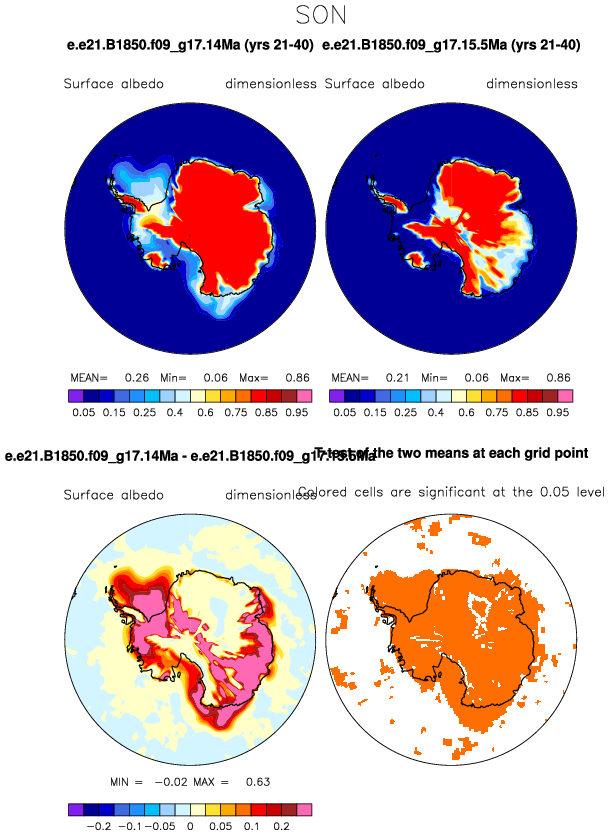 SON
e.e21.B1850.f09_g17.14Ma (yrs 21-40) e.e21.B1850.f09_g17.15.5Ma (yrs 21-40)
Surface albedo dimensionless Surface albedo dimensionless
MEAN= 0.26 Min= 0.06 Max= 0.86 MEAN= 0.21 Min= 0.06 Max= 0.86
0.05 0.15 0.25 0.4 0.6 0.75 0.85 0.95 0.05 0.15 0.25 0.4 0.6 0.75 0.85 0.95
e.e21.B1850.f09_g17.14Ma - e.e21.B1850.f09_g17.15.5Ma T-test of the two means at each grid point
Surface albedo dimensionless Colored cells are significant at the 0.05 level
MIN = -0.02 MAX = 0.63
-0.2 -0.1 -0.05 0 0.05 0.1 0.2